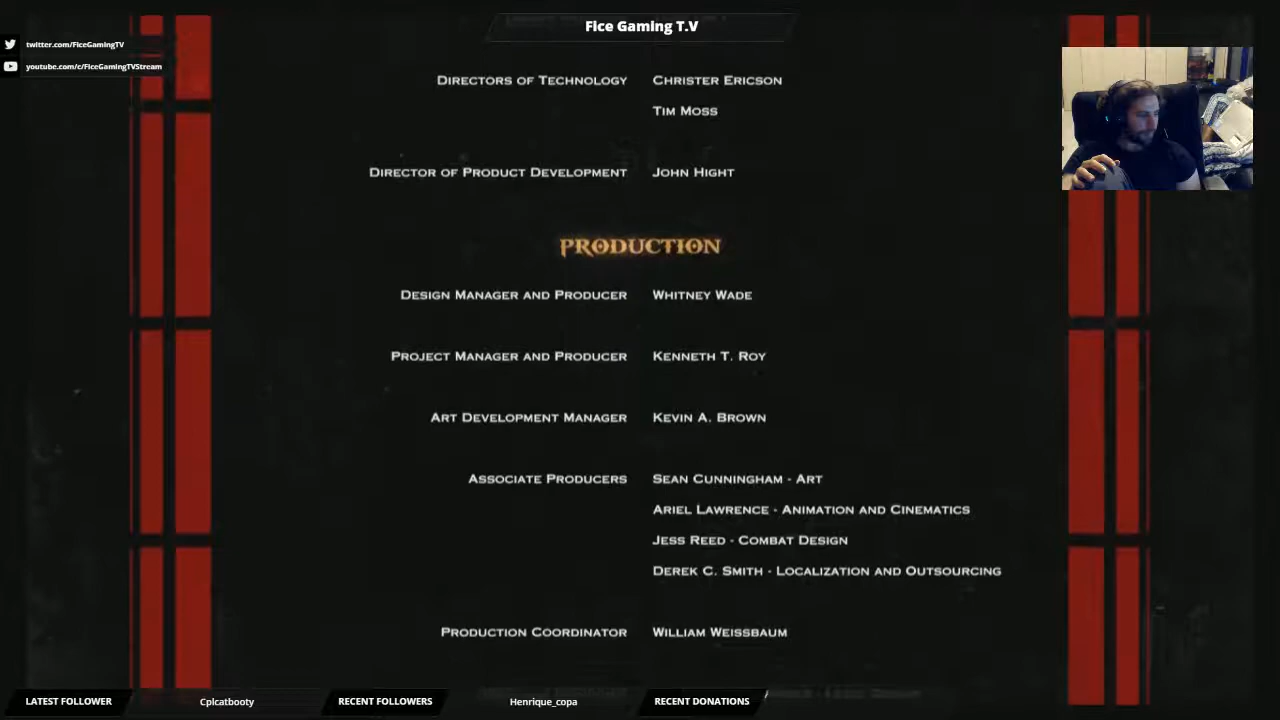 Fice Gaming T.V
twitter.com/FiceGamingTV
youtube.com/c/FiceGamingTVStream
Directors of Technology Christer Ericson
Tim Moss
Director of Product Development John Hight
Production
Design Manager and Producer Whitney Wade
Project Manager and Producer Kenneth T. Roy
Art Development Manager Kevin A. Brown
Associate Producers Sean Cunningham - Art
Ariel Lawrence - Animation and Cinematics
Jess Reed - Combat Design
Derek C. Smith - Localization and Outsourcing
Production Coordinator William Weissbaum
LATEST FOLLOWER Cplcatbooty RECENT FOLLOWERS Henrique_copa RECENT DONATIONS